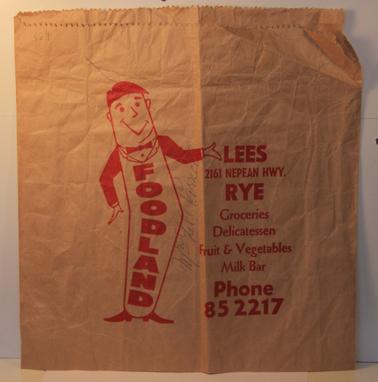 FOODLAND
LEES
2161 NEPEAN HWY.
RYE
Groceries
Delicatessen
Fruit & Vegetables
Milk Bar
Phone
85 2217